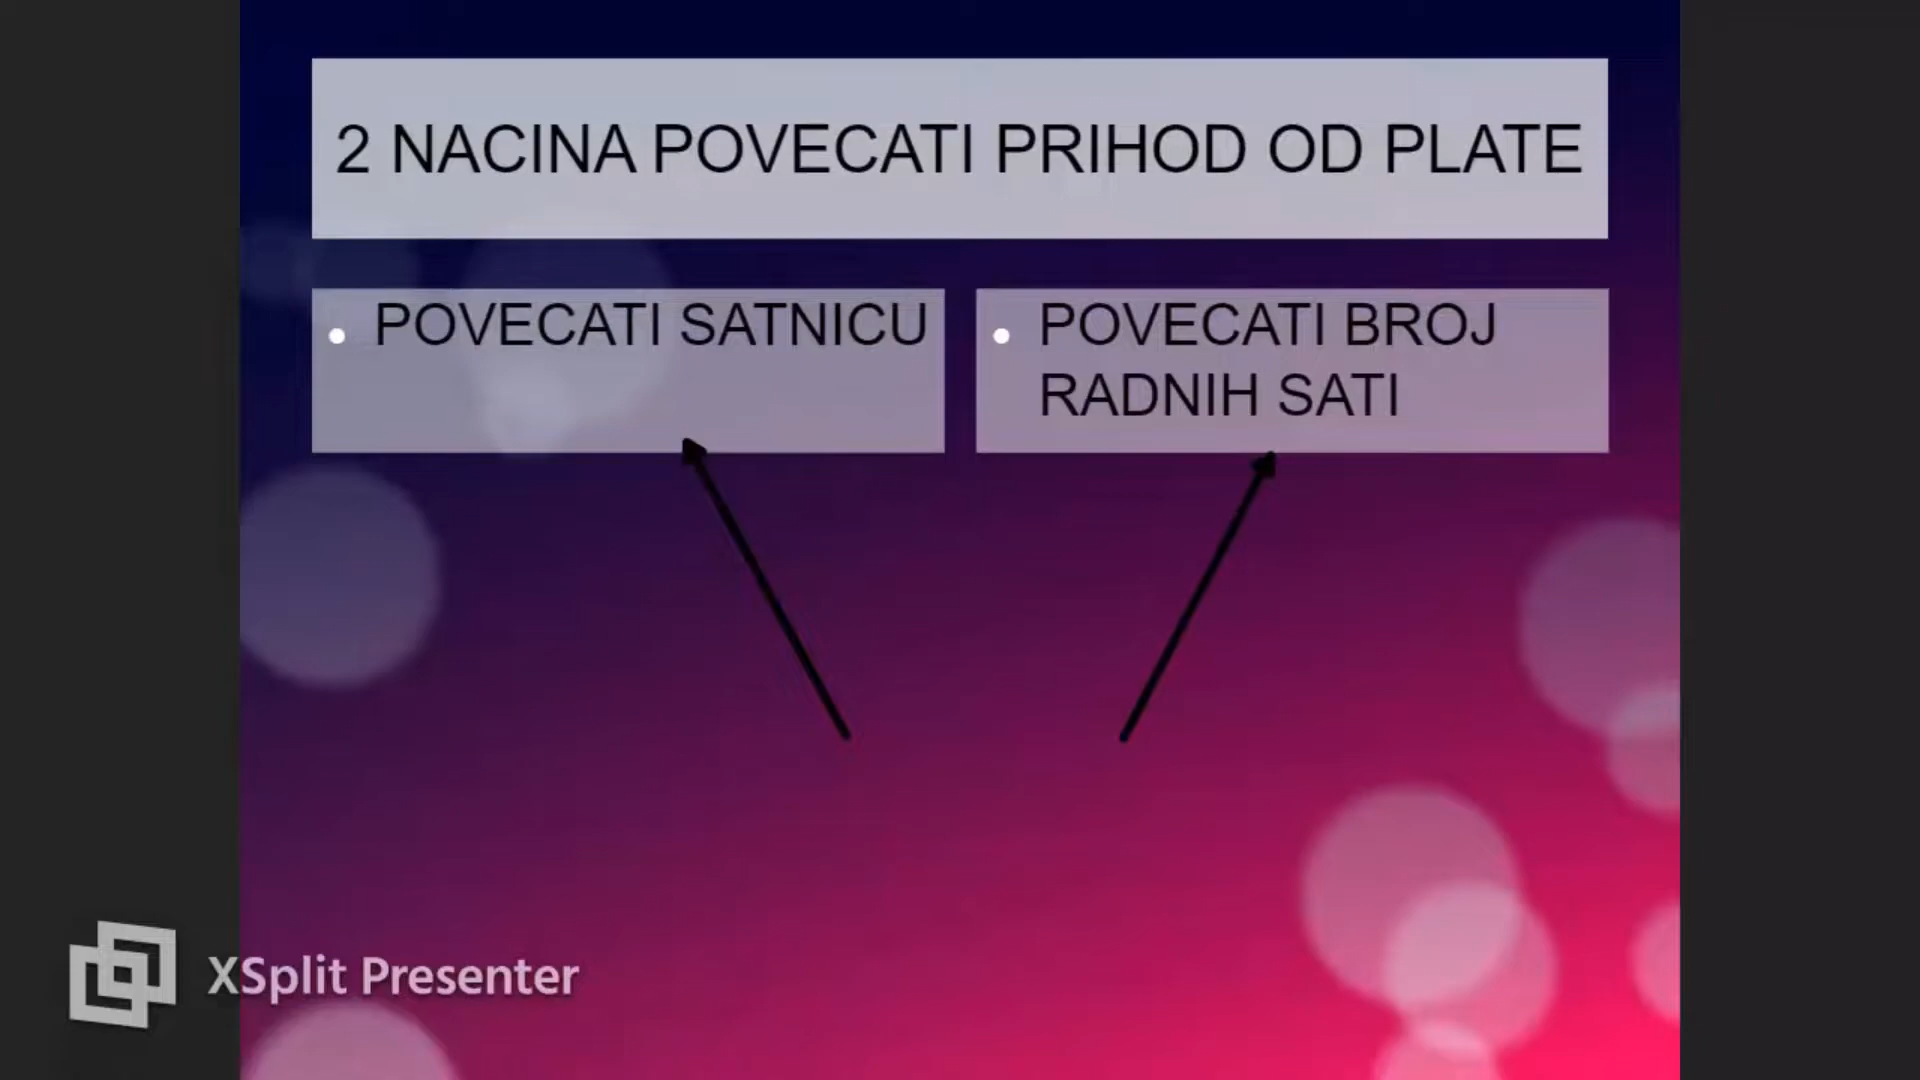 2 NACINA POVECATI PRIHOD OD PLATE
POVECATI SATNICU
POVECATI BROJ
RADNIH SATI
XSplit Presenter